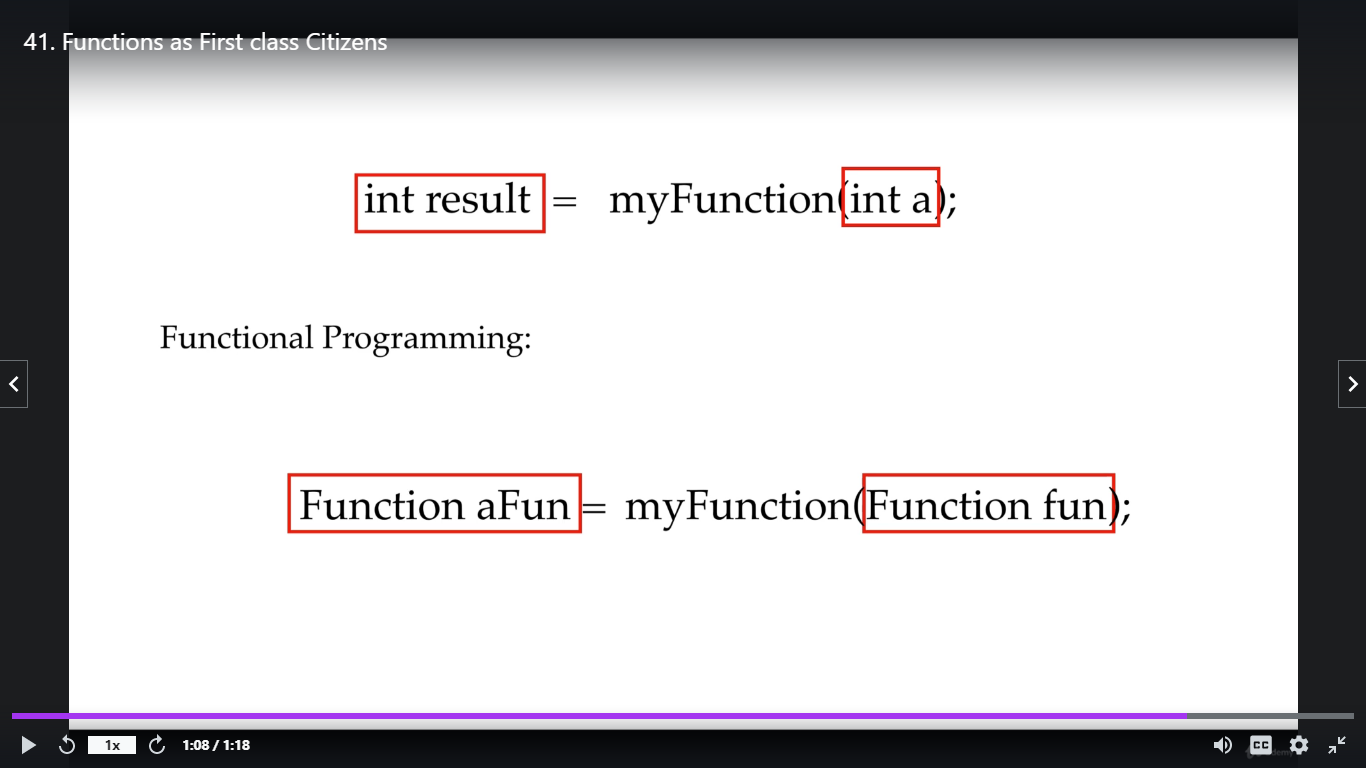 41. Functions as First class Citizens
int result = myFunction(int a);
Functional Programming:
Function aFun = myFunction(Function fun);
1x 1:08 / 1:18 CC